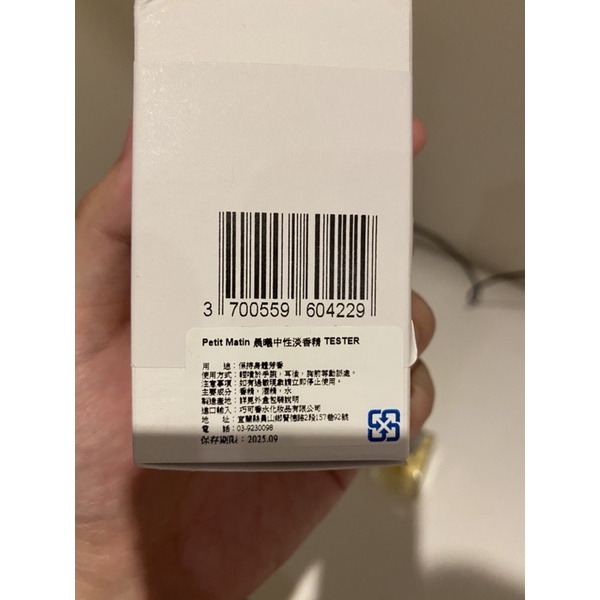 3 700559 604229
Petit Matin 晨曦中性淡香精 TESTER
用 途：保持身體芳香
使用方式：輕噴於手腕，耳後，胸前等動脈處。
注意事項：如有過敏現象請立即停止使用。
主要成分：香精，酒精，水
製造產地：詳見外盒包裝說明
進口輸入：巧可香水化妝品有限公司
地 址：宜蘭縣員山鄉賢德路2段157巷92號
電 話：03-9230098
保存期限：2025.09